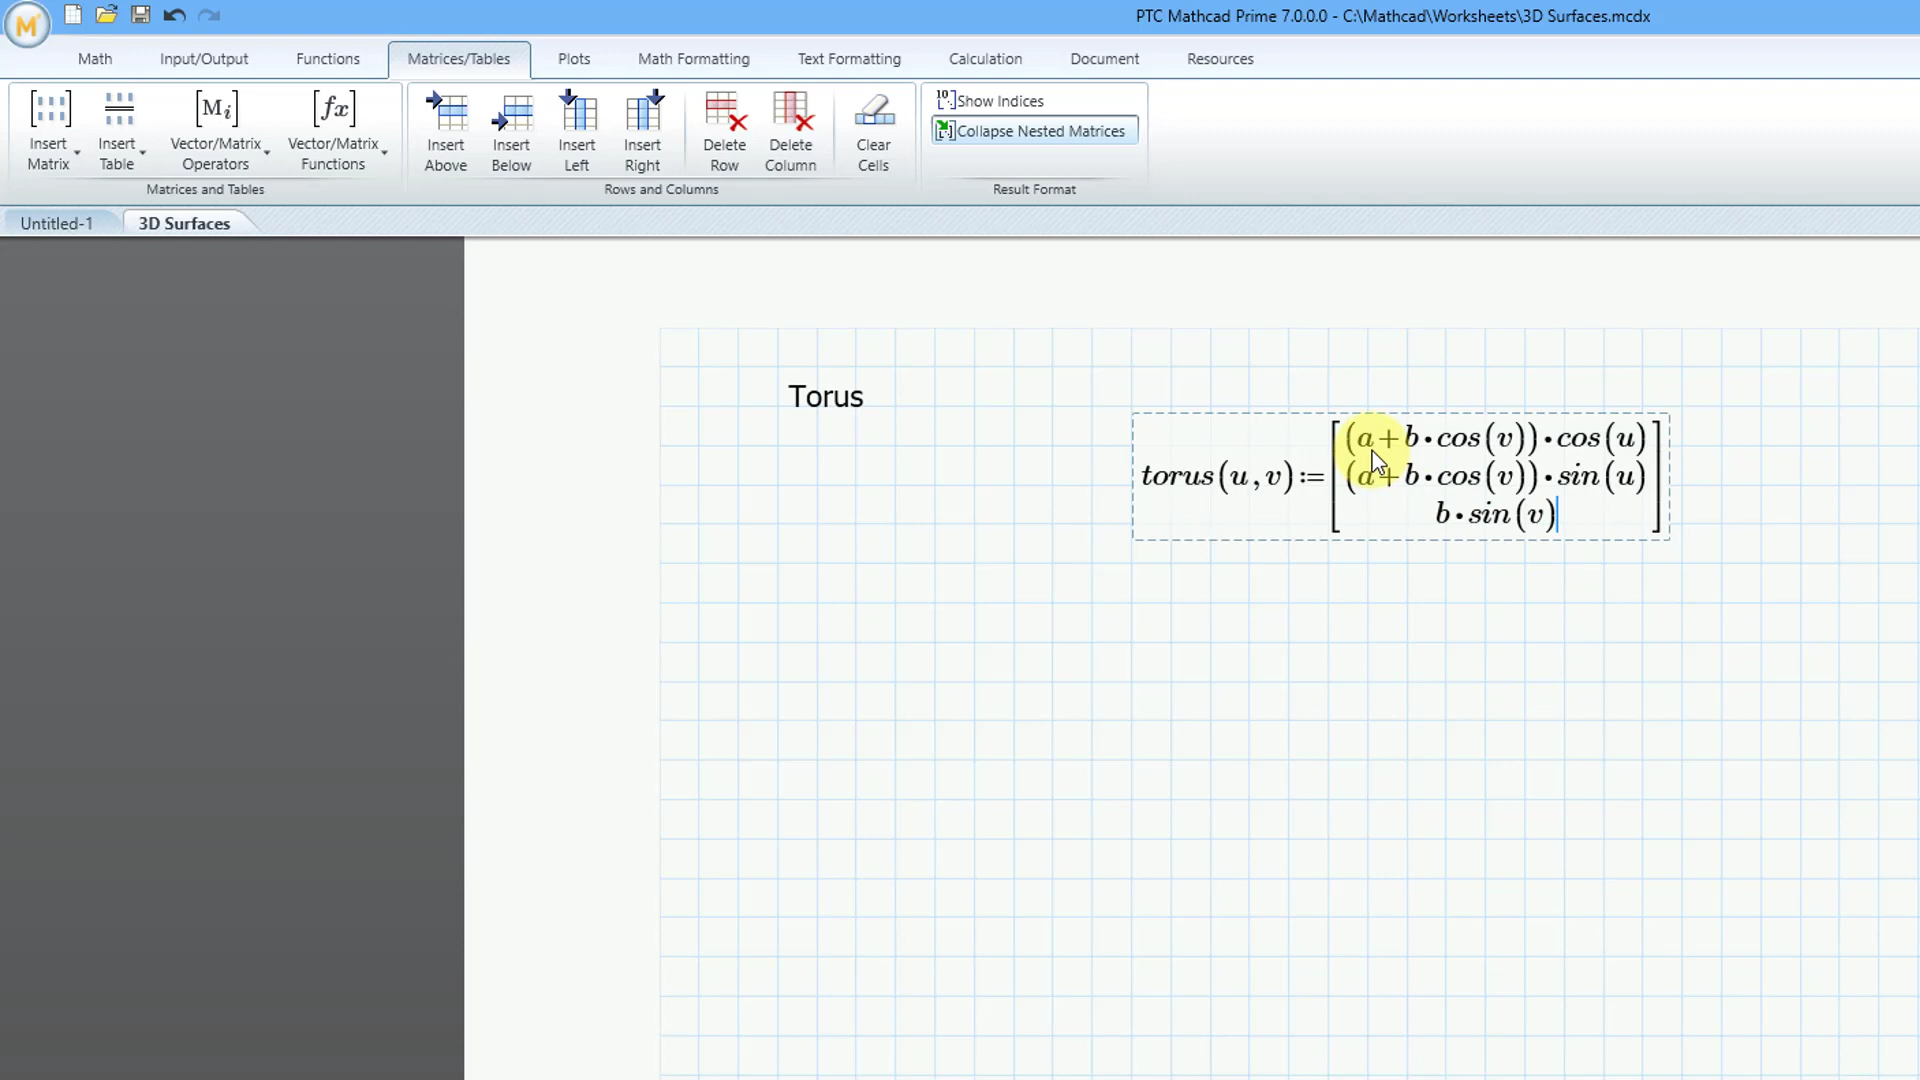 PTC Mathcad Prime 7.0.0.0 - C:\Mathcad\Worksheets\3D Surfaces.mcdx
Math Input/Output Functions Matrices/Tables Plots Math Formatting Text Formatting Calculation Document Resources
Insert Matrix
Insert Table
Vector/Matrix Operators
Vector/Matrix Functions
Matrices and Tables
Insert Above
Insert Below
Insert Left
Insert Right
Delete Row
Delete Column
Clear Cells
Rows and Columns
Show Indices
Collapse Nested Matrices
Result Format
Untitled-1 3D Surfaces
Torus
(a+b•cos(v))•cos(u)
torus(u,v):= (a+b•cos(v))•sin(u)
b•sin(v)